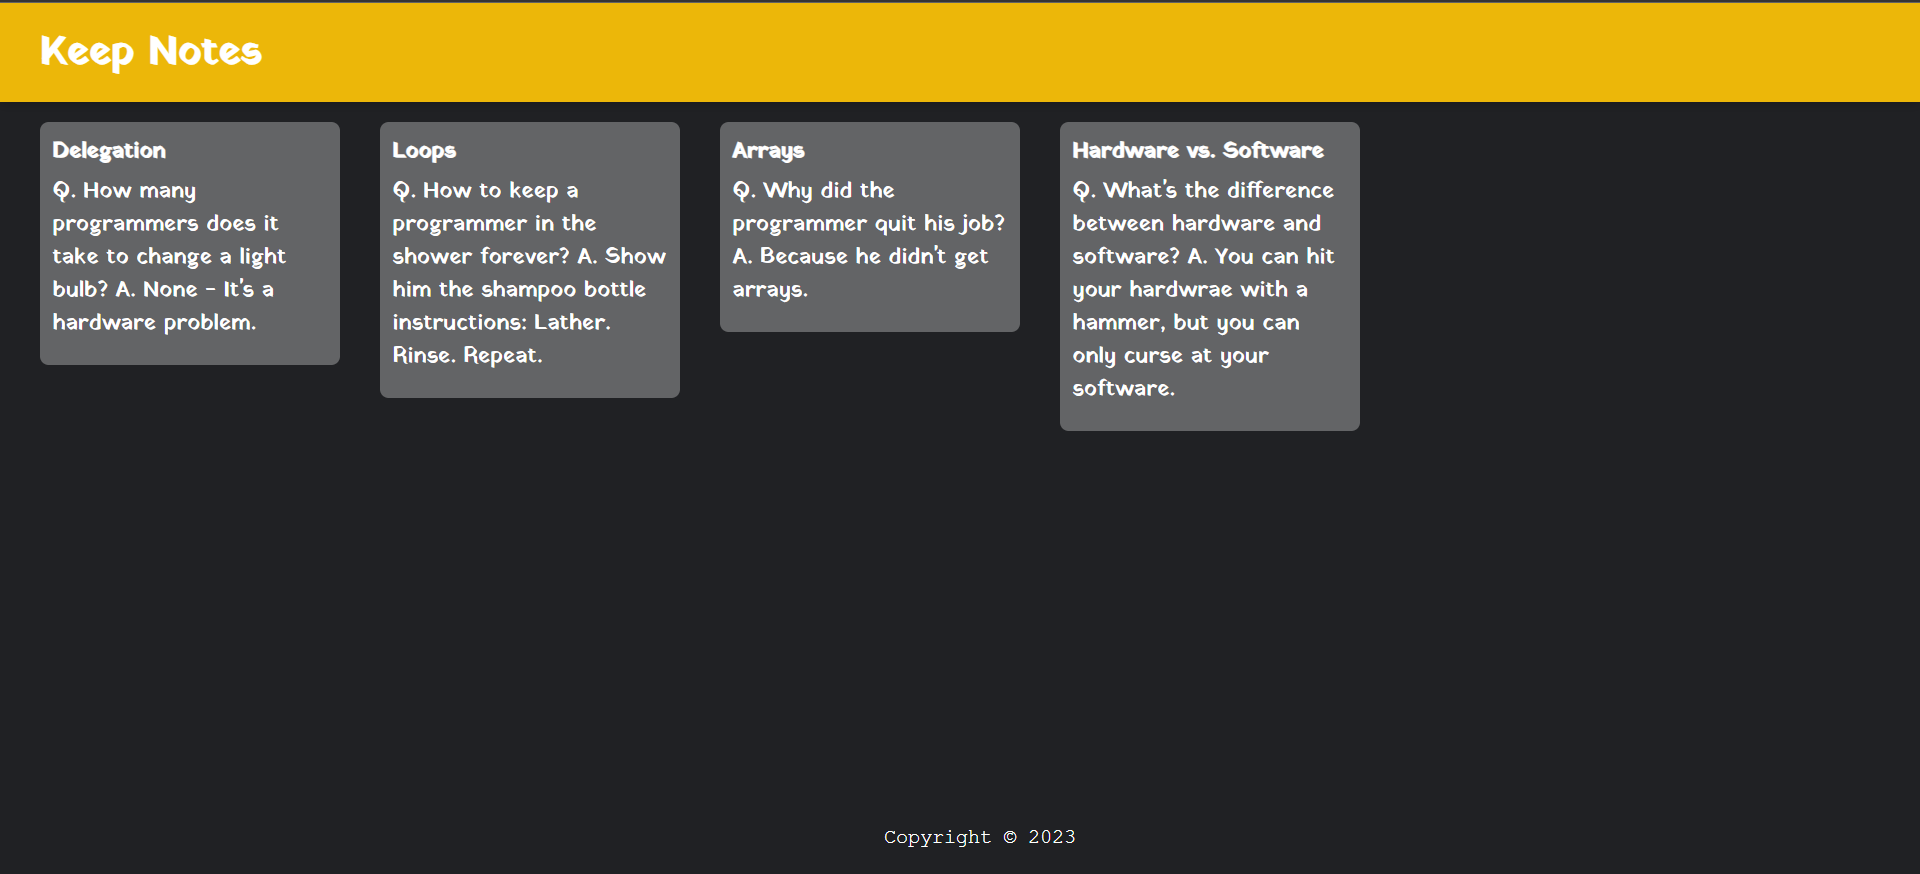 Keep Notes
Delegation
Q. How many
programmers does it
take to change a light
bulb? A. None - It's a
hardware problem.
Loops
Q. How to keep a
programmer in the
shower forever? A. Show
him the shampoo bottle
instructions: Lather.
Rinse. Repeat.
Arrays
Q. Why did the
programmer quit his job?
A. Because he didn't get
arrays.
Hardware vs. Software
Q. What's the difference
between hardware and
software? A. You can hit
your hardwrae with a
hammer, but you can
only curse at your
software.
Copyright © 2023